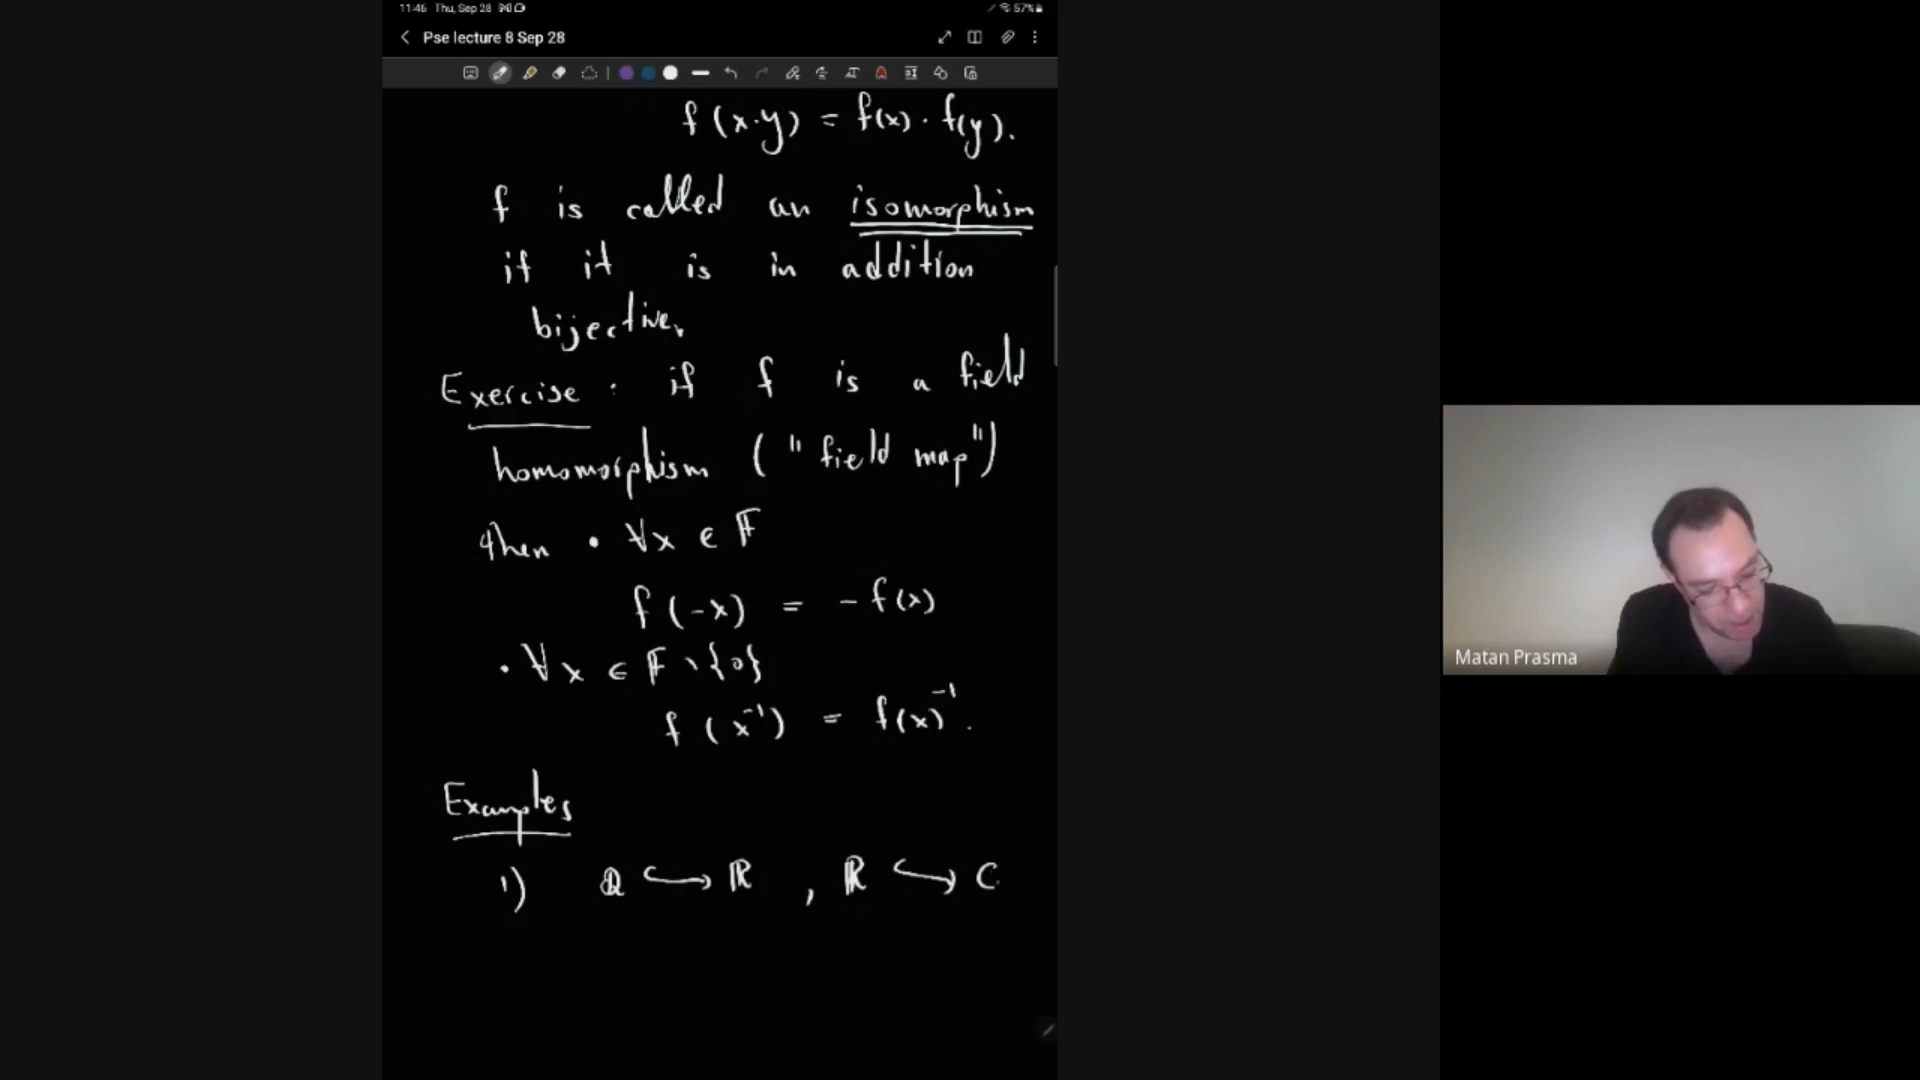 11:46 Thu, Sep 28
57%
Pse lecture 8 Sep 28
f(x·y) = f(x)·f(y).
f is called an isomorphism
if it is in addition
bijective.
Exercise: if f is a field
homomorphism ("field map")
then • ∀x ∈ 𝔽
f(-x) = -f(x)
• ∀x ∈ 𝔽∖{0}
f(x⁻¹) = f(x)⁻¹.
Examples
1) ℚ ↪ ℝ, ℝ ↪ C
Matan Prasma